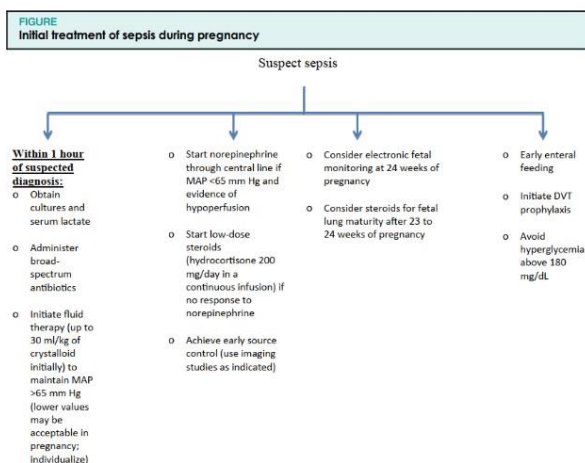 FIGURE
Initial treatment of sepsis during pregnancy
Suspect sepsis
Within 1 hour
of suspected
diagnosis:
o Obtain
cultures and
serum lactate
o Administer
broad-
spectrum
antibiotics
o Initiate fluid
therapy (up to
30 ml/kg of
crystalloid
initially) to
maintain MAP
>65 mm Hg
(lower values
may be
acceptable in
pregnancy;
individualize)
o Start norepinephrine
through central line if
MAP <65 mm Hg and
evidence of
hypoperfusion
o Start low-dose
steroids
(hydrocortisone 200
mg/day in a
continuous infusion) if
no response to
norepinephrine
o Achieve early source
control (use imaging
studies as indicated)
o Consider electronic fetal
monitoring at 24 weeks of
pregnancy
o Consider steroids for fetal
lung maturity after 23 to
24 weeks of pregnancy
o Early enteral
feeding
o Initiate DVT
prophylaxis
o Avoid
hyperglycemia
above 180
mg/dL